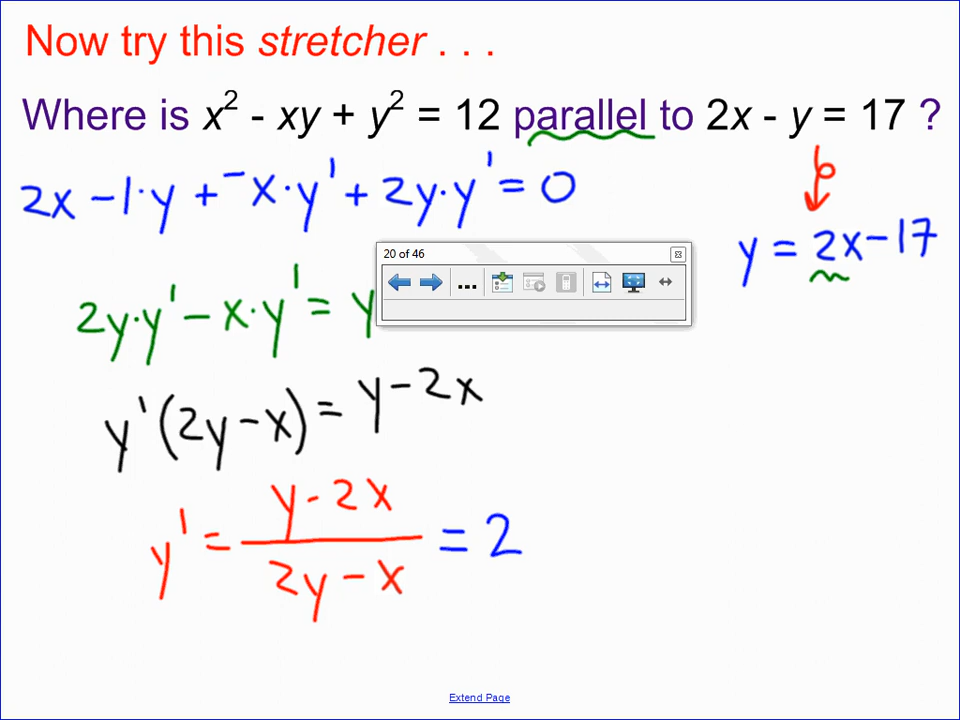 Now try this stretcher . . .
Where is x² - xy + y² = 12 parallel to 2x - y = 17 ?
2x - 1·y + ⁻x·y' + 2y·y' = 0
y = 2x - 17
20 of 46
2y·y' - x·y' = y
y'(2y - x) = y - 2x
y' = (y - 2x)/(2y - x) = 2
Extend Page